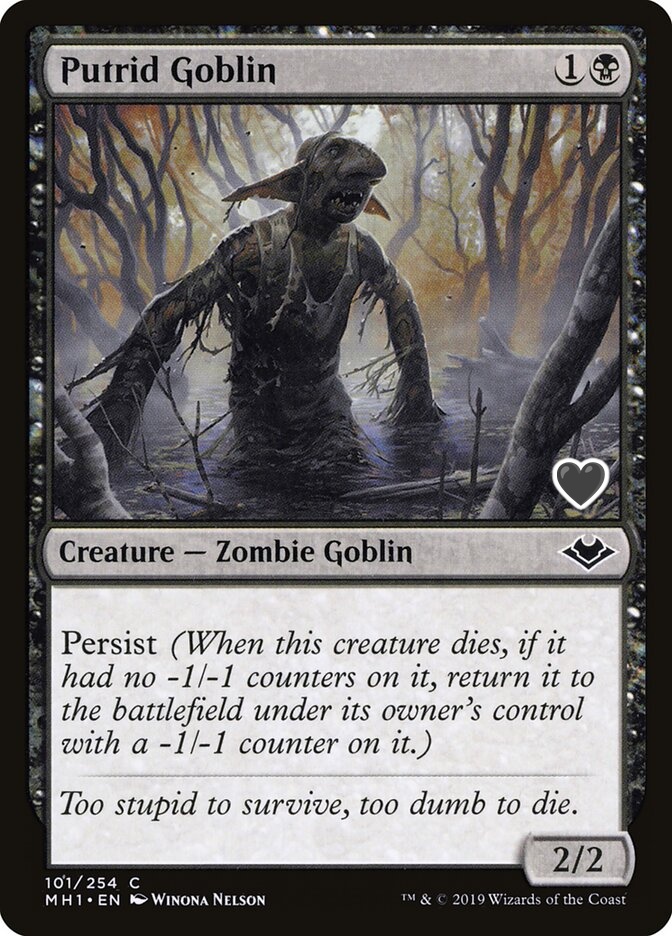 Putrid Goblin 1
Creature — Zombie Goblin
Persist (When this creature dies, if it
had no -1/-1 counters on it, return it to
the battlefield under its owner's control
with a -1/-1 counter on it.)
Too stupid to survive, too dumb to die.
2/2
101/254 C
MH1 • EN Winona Nelson ™ & © 2019 Wizards of the Coast